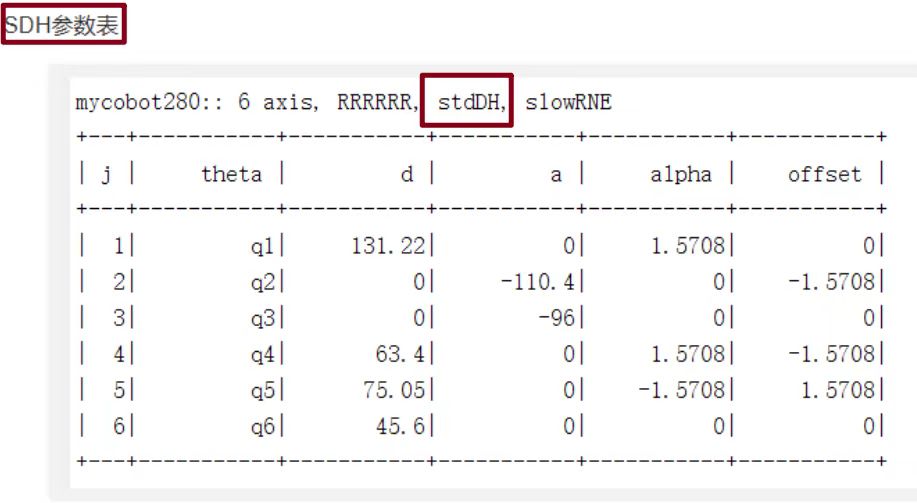 SDH参数表
mycobot280:: 6 axis, RRRRRR, stdDH, slowRNE
+---+-----------+-----------+-----------+-----------+-----------+
| j |     theta |         d |         a |     alpha |    offset |
+---+-----------+-----------+-----------+-----------+-----------+
|  1|         q1|     131.22|          0|     1.5708|          0|
|  2|         q2|          0|     -110.4|          0|    -1.5708|
|  3|         q3|          0|        -96|          0|          0|
|  4|         q4|       63.4|          0|     1.5708|    -1.5708|
|  5|         q5|      75.05|          0|    -1.5708|     1.5708|
|  6|         q6|       45.6|          0|          0|          0|
+---+-----------+-----------+-----------+-----------+-----------+